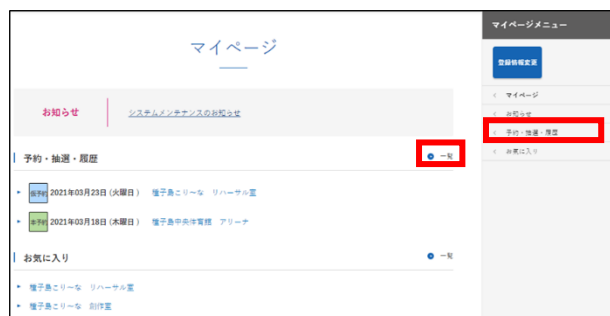 マイページ
お知らせ
システムメンテナンスのお知らせ
予約・抽選・履歴
一覧
仮予約 2021年03月23日 (火曜日) 種子島こり〜な リハーサル室
本予約 2021年03月18日 (木曜日) 種子島中央体育館 アリーナ
お気に入り
一覧
種子島こり〜な リハーサル室
種子島こり〜な 創作室
マイページメニュー
登録情報変更
マイページ
お知らせ
予約・抽選・履歴
お気に入り